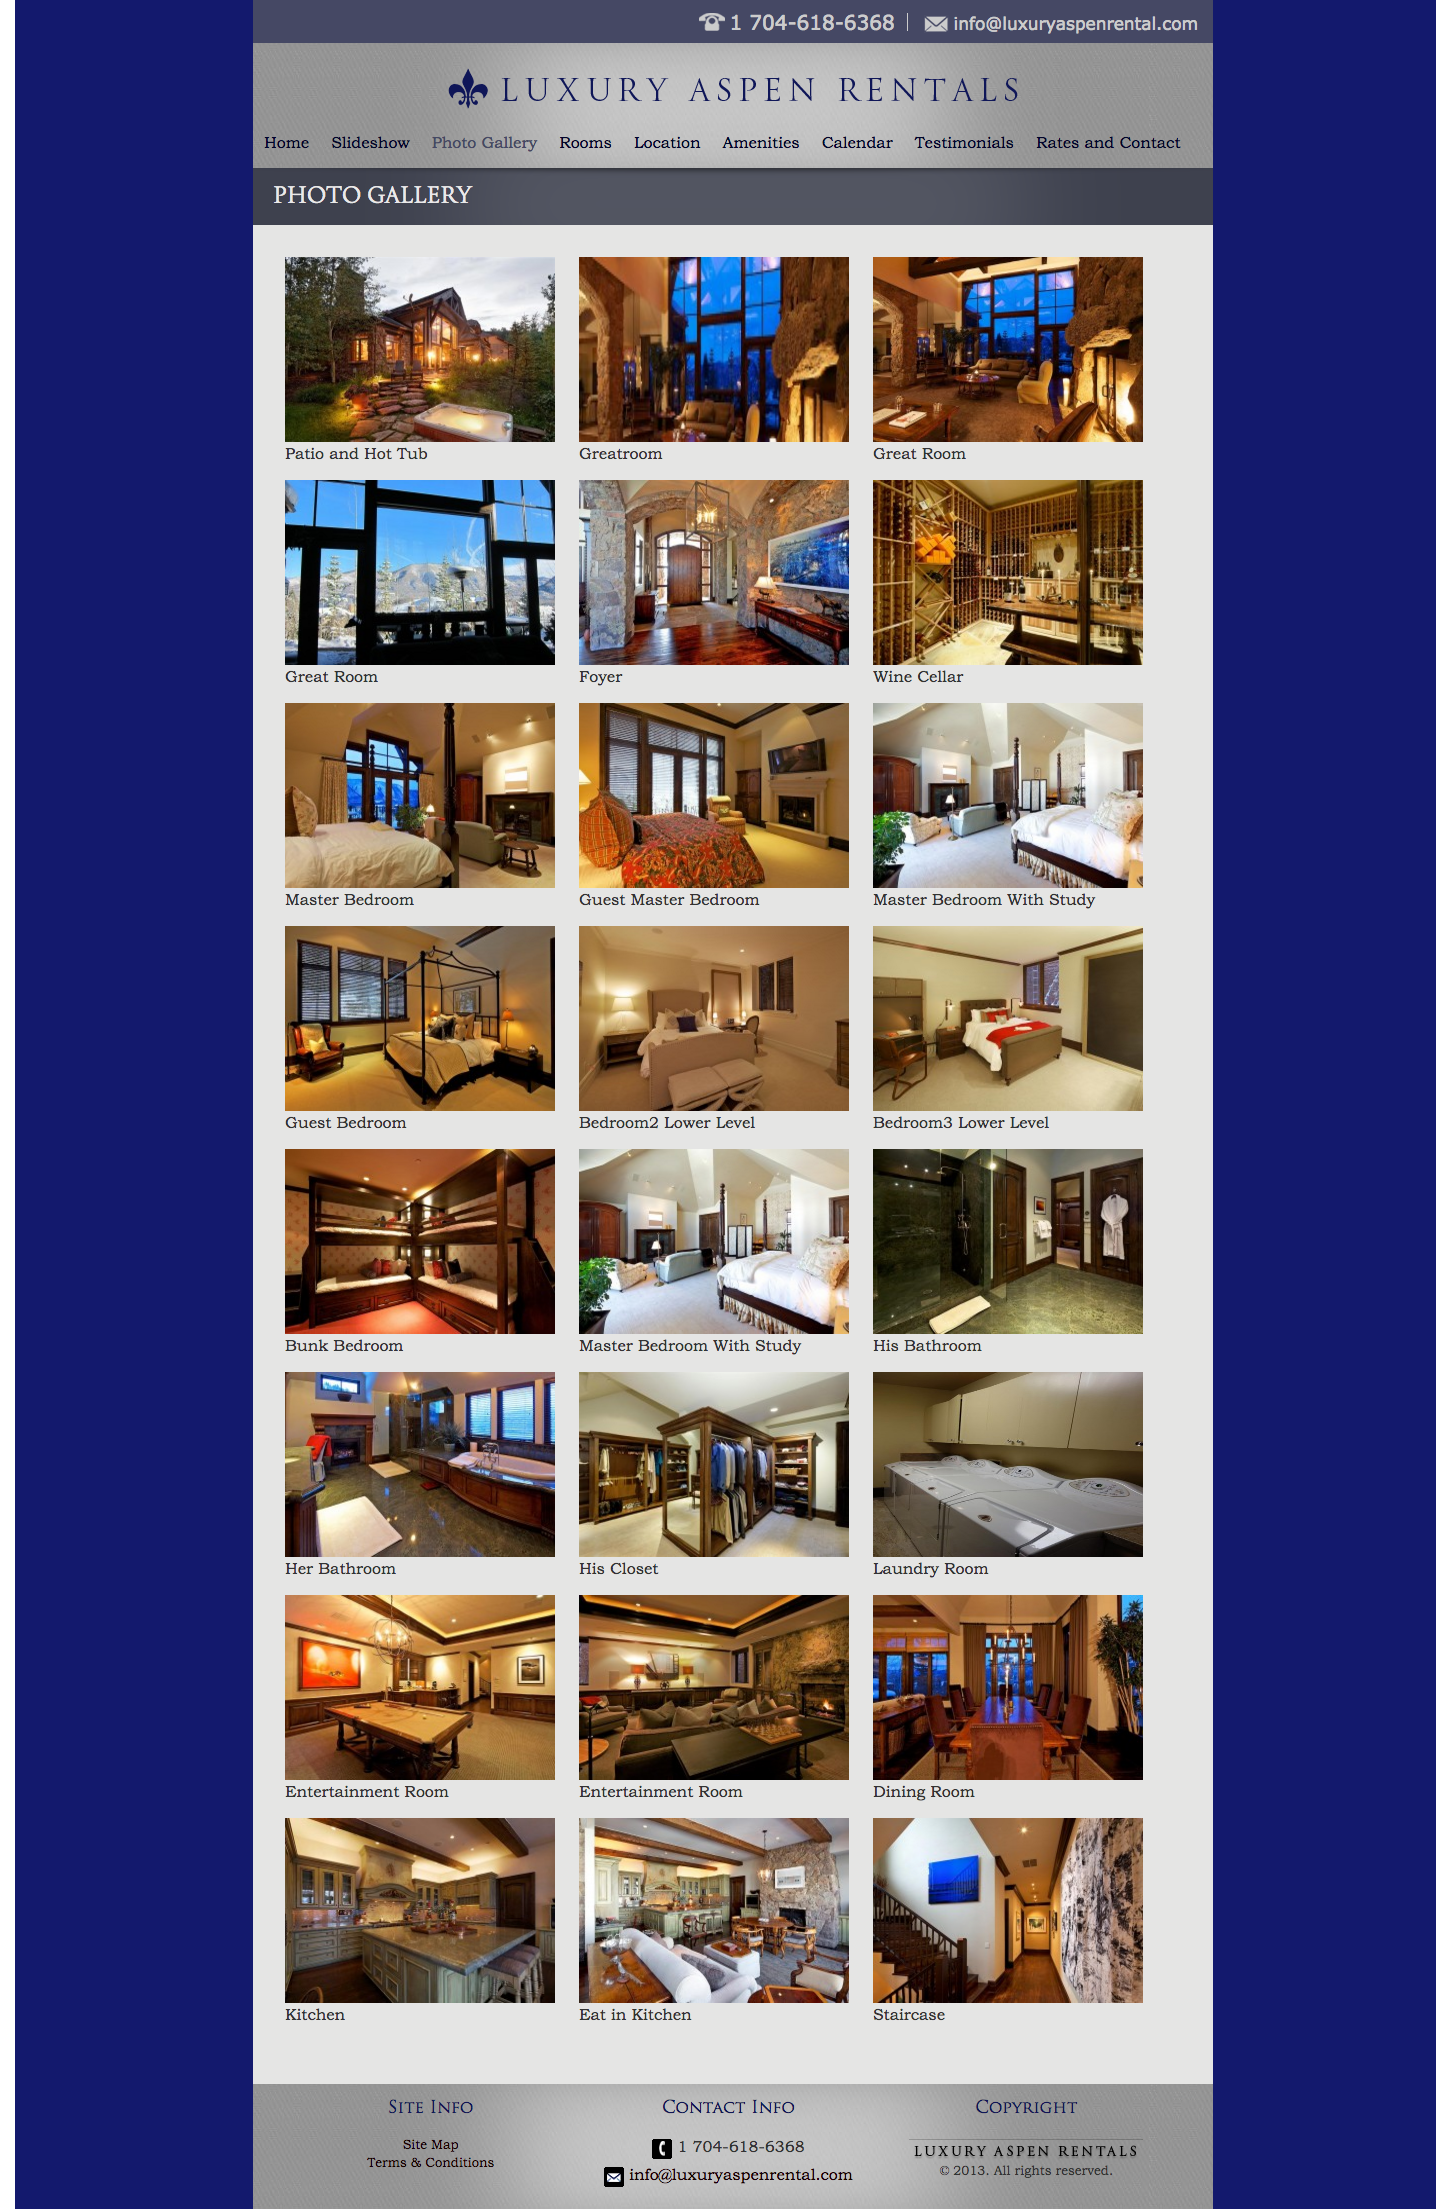 1 704-618-6368 | info@luxuryaspenrental.com
LUXURY ASPEN RENTALS
Home Slideshow Photo Gallery Rooms Location Amenities Calendar Testimonials Rates and Contact
PHOTO GALLERY
Patio and Hot Tub Greatroom Great Room
Great Room Foyer Wine Cellar
Master Bedroom Guest Master Bedroom Master Bedroom With Study
Guest Bedroom Bedroom2 Lower Level Bedroom3 Lower Level
Bunk Bedroom Master Bedroom With Study His Bathroom
Her Bathroom His Closet Laundry Room
Entertainment Room Entertainment Room Dining Room
Kitchen Eat in Kitchen Staircase
Site Info
Site Map
Terms & Conditions
Contact Info
1 704-618-6368
info@luxuryaspenrental.com
Copyright
LUXURY ASPEN RENTALS
© 2013. All rights reserved.